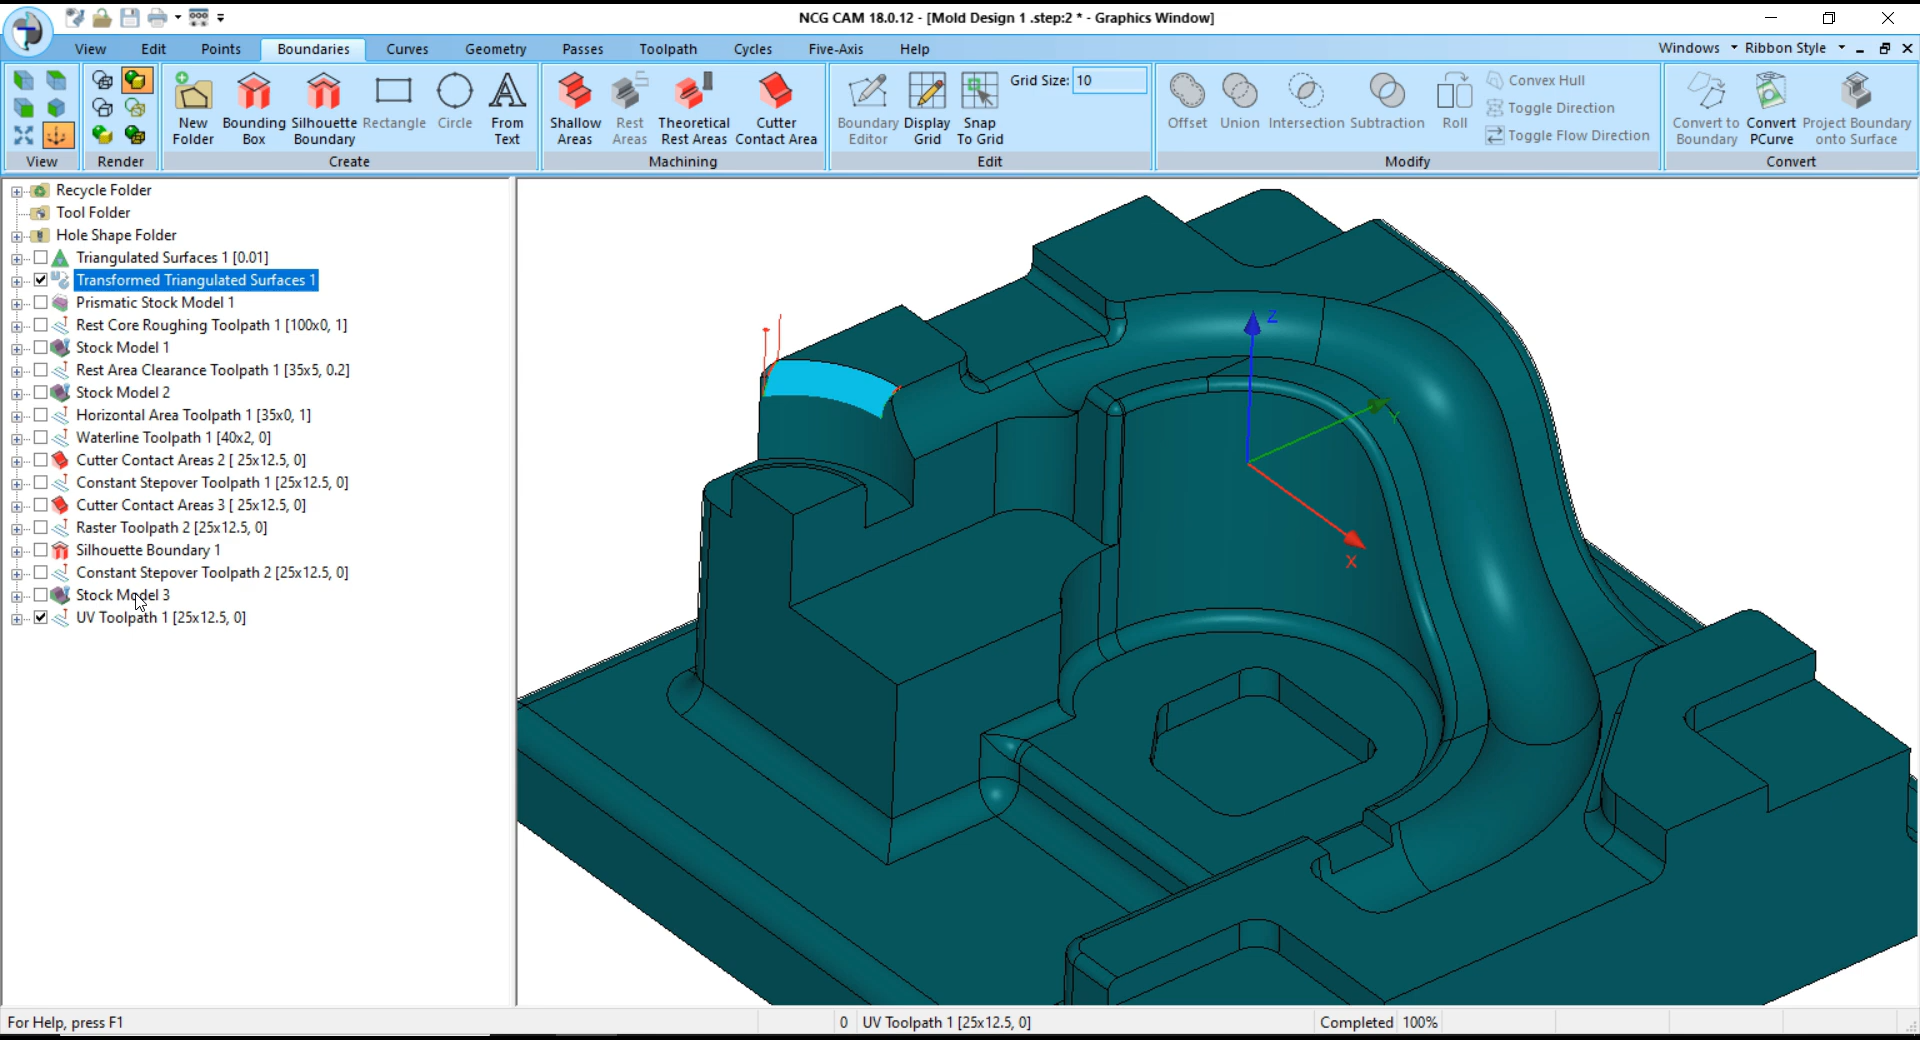 NCG CAM 18.0.12 - [Mold Design 1 .step:2 * - Graphics Window]
View Edit Points Boundaries Curves Geometry Passes Toolpath Cycles Five-Axis Help Windows Ribbon Style
New Folder
Bounding Box
Silhouette Boundary
Rectangle
Circle
From Text
Shallow Areas
Rest Areas
Theoretical Rest Areas
Cutter Contact Area
Boundary Editor
Display Grid
Snap To Grid
Grid Size: 10
Offset
Union
Intersection
Subtraction
Roll
Convex Hull
Toggle Direction
Toggle Flow Direction
Convert to Boundary
Convert PCurve
Project Boundary onto Surface
View Render Create Machining Edit Modify Convert
Recycle Folder
Tool Folder
Hole Shape Folder
Triangulated Surfaces 1 [0.01]
Transformed Triangulated Surfaces 1
Prismatic Stock Model 1
Rest Core Roughing Toolpath 1 [100x0, 1]
Stock Model 1
Rest Area Clearance Toolpath 1 [35x5, 0.2]
Stock Model 2
Horizontal Area Toolpath 1 [35x0, 1]
Waterline Toolpath 1 [40x2, 0]
Cutter Contact Areas 2 [ 25x12.5, 0]
Constant Stepover Toolpath 1 [25x12.5, 0]
Cutter Contact Areas 3 [ 25x12.5, 0]
Raster Toolpath 2 [25x12.5, 0]
Silhouette Boundary 1
Constant Stepover Toolpath 2 [25x12.5, 0]
Stock Model 3
UV Toolpath 1 [25x12.5, 0]
Z
Y
X
For Help, press F1 0 UV Toolpath 1 [25x12.5, 0] Completed 100%